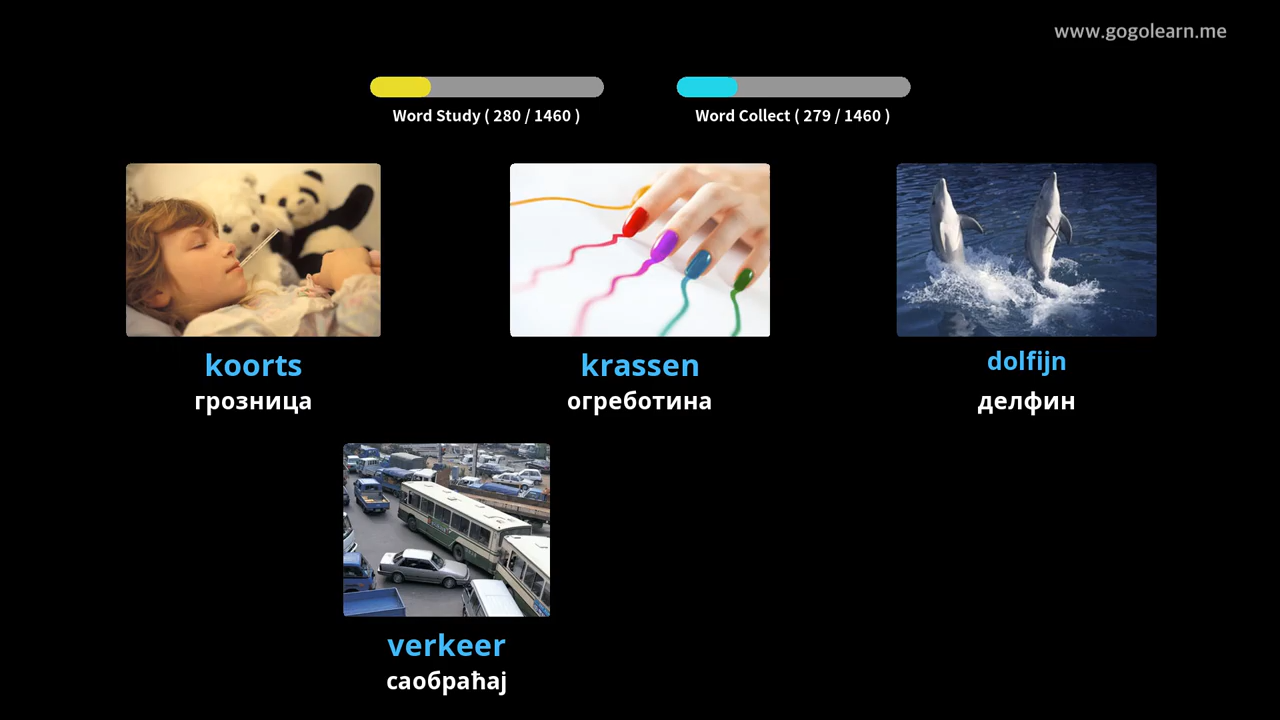 www.gogolearn.me
Word Study ( 280 / 1460 )
Word Collect ( 279 / 1460 )
koorts
грозница
krassen
огреботина
dolfijn
делфин
verkeer
саобраћај